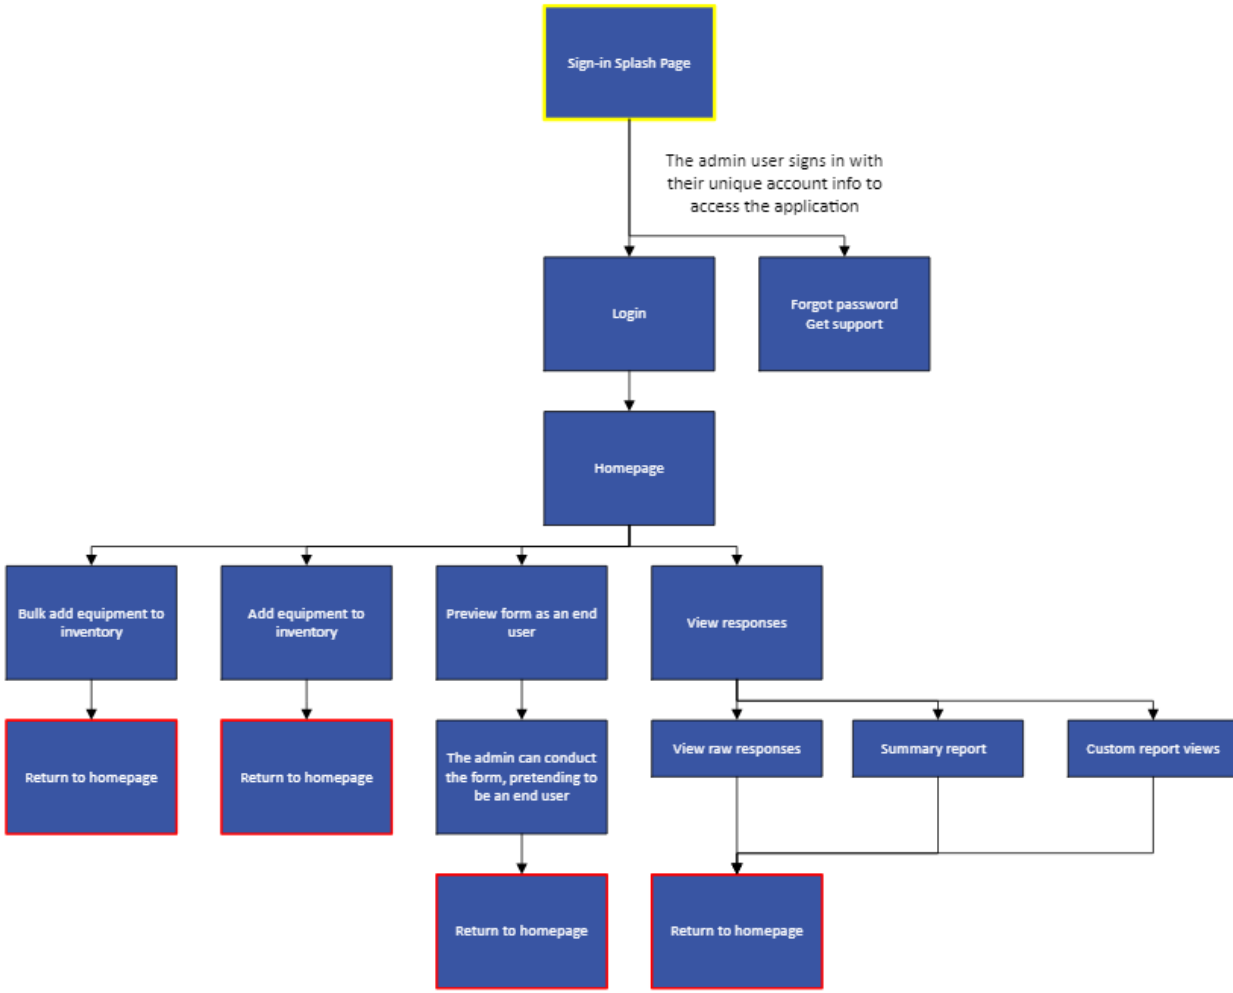 Sign-in Splash Page
The admin user signs in with
their unique account info to
access the application
Login
Forgot password
Get support
Homepage
Bulk add equipment to
inventory
Add equipment to
inventory
Preview form as an end
user
View responses
Return to homepage
Return to homepage
The admin can conduct
the form, pretending to
be an end user
View raw responses
Summary report
Custom report views
Return to homepage
Return to homepage